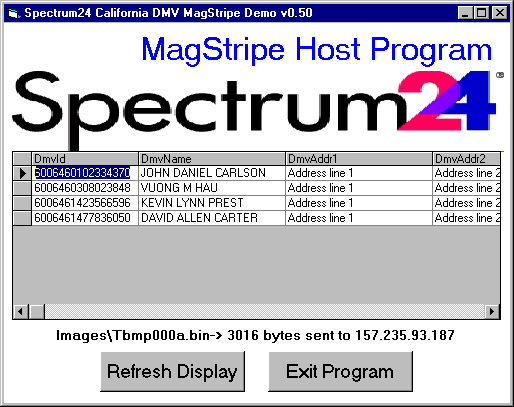 Spectrum24 California DMV MagStripe Demo v0.50
MagStripe Host Program
Spectrum24
DmvId DmvName DmvAddr1 DmvAddr2
6006460102334370 JOHN DANIEL CARLSON Address line 1 Address line 2
6006460308023848 VUONG M HAU Address line 1 Address line 2
6006461423566596 KEVIN LYNN PREST Address line 1 Address line 2
6006461477836050 DAVID ALLEN CARTER Address line 1 Address line 2
Images\Tbmp000a.bin-> 3016 bytes sent to 157.235.93.187
Refresh Display Exit Program